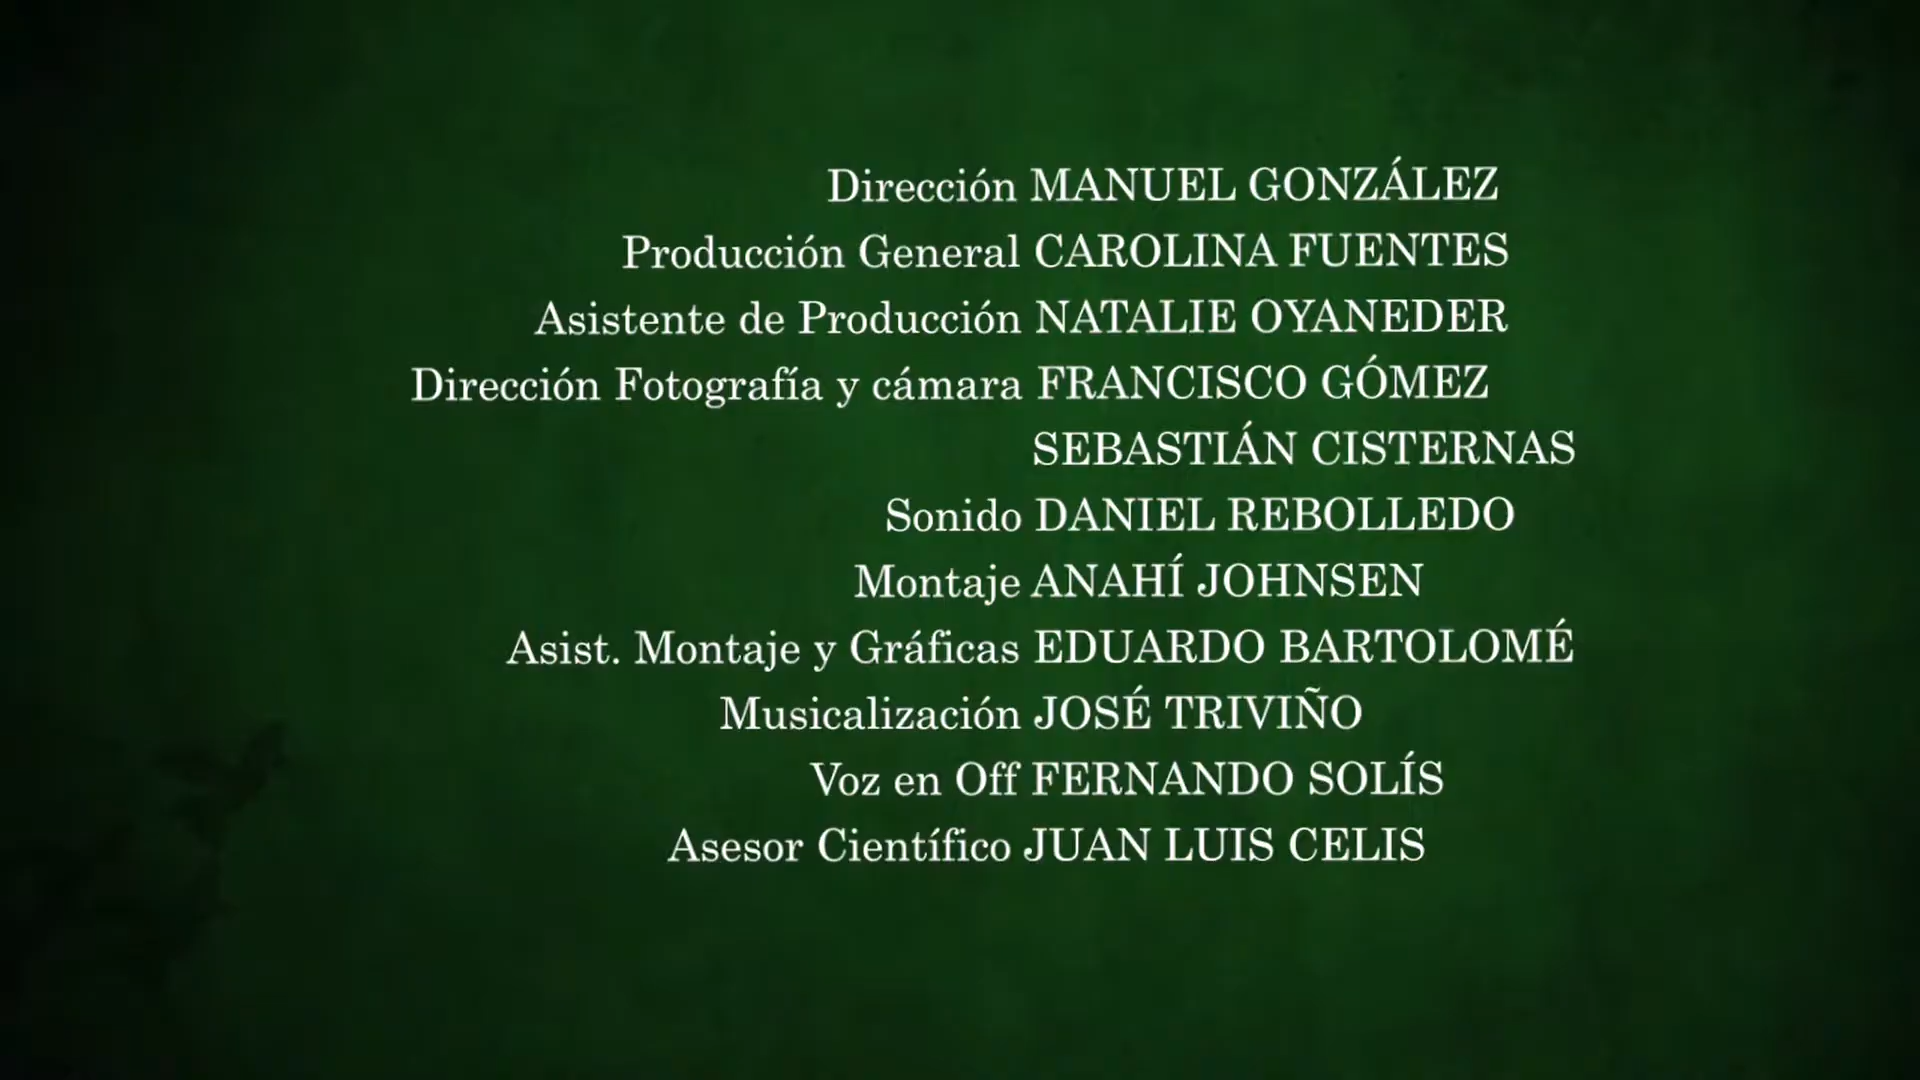 Dirección MANUEL GONZÁLEZ
Producción General CAROLINA FUENTES
Asistente de Producción NATALIE OYANEDER
Dirección Fotografía y cámara FRANCISCO GÓMEZ
SEBASTIÁN CISTERNAS
Sonido DANIEL REBOLLEDO
Montaje ANAHÍ JOHNSEN
Asist. Montaje y Gráficas EDUARDO BARTOLOMÉ
Musicalización JOSÉ TRIVIÑO
Voz en Off FERNANDO SOLÍS
Asesor Científico JUAN LUIS CELIS